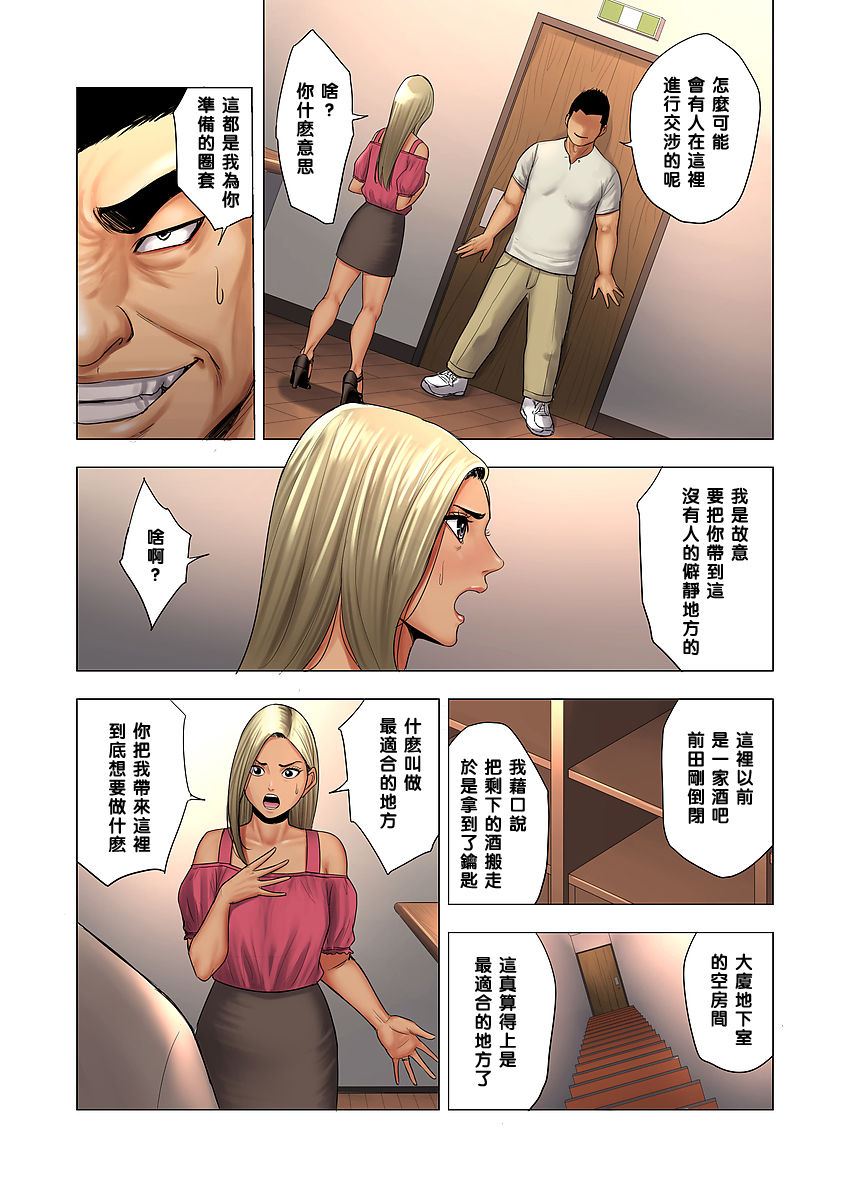 怎麼可能
會有人在這裡
進行交涉的呢
啥？
你什麼意思
這都是我為你
準備的圈套
我是故意
要把你帶到這
沒有人的僻靜地方的
啥啊？
這裡以前
是一家酒吧
前田剛倒閉
我藉口說
把剩下的酒搬走
於是拿到了鑰匙
大廈地下室
的空房間
這真算得上是
最適合的地方了
什麼叫做
最適合的地方
你把我帶來這裡
到底想要做什麼